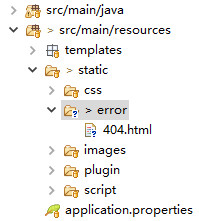 src/main/java
> src/main/resources
templates
> static
css
> error
404.html
images
plugin
script
application.properties